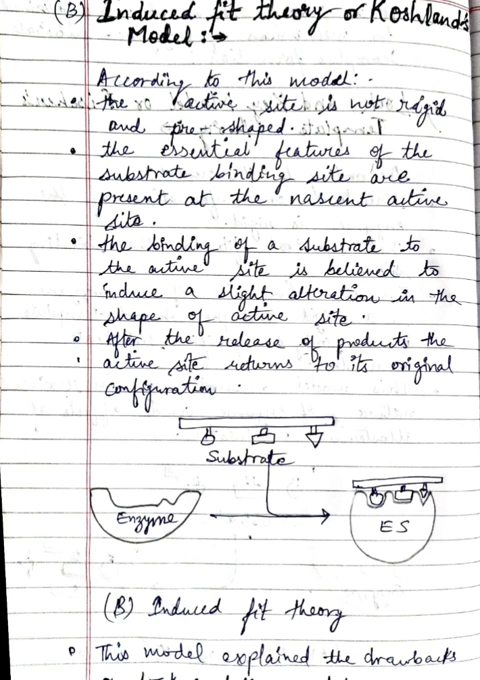 (B) Induced fit theory or Koshland's
Model :→
According to this model: -
• the active site is not rigid
and pre-shaped.
• the essential features of the
substrate binding site are
present at the nascent active
site.
• the binding of a substrate to
the active site is believed to
induce a slight alteration in the
shape of active site.
• After the release of products the
active site returns to its original
configuration.
Substrate
Enzyme
ES
(B) Induced fit theory
• This model explained the drawbacks